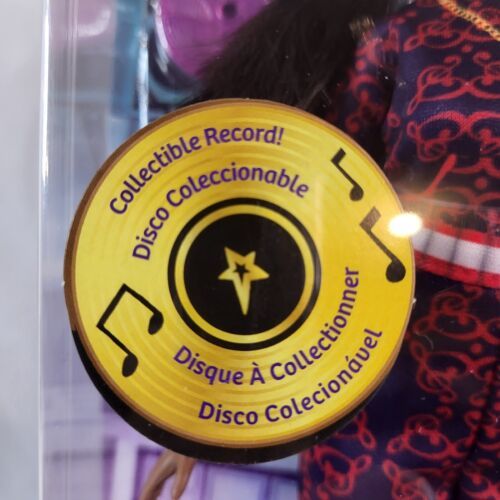 Collectible Record!
Disco Coleccionable
Disque À Collectionner
Disco Colecionável